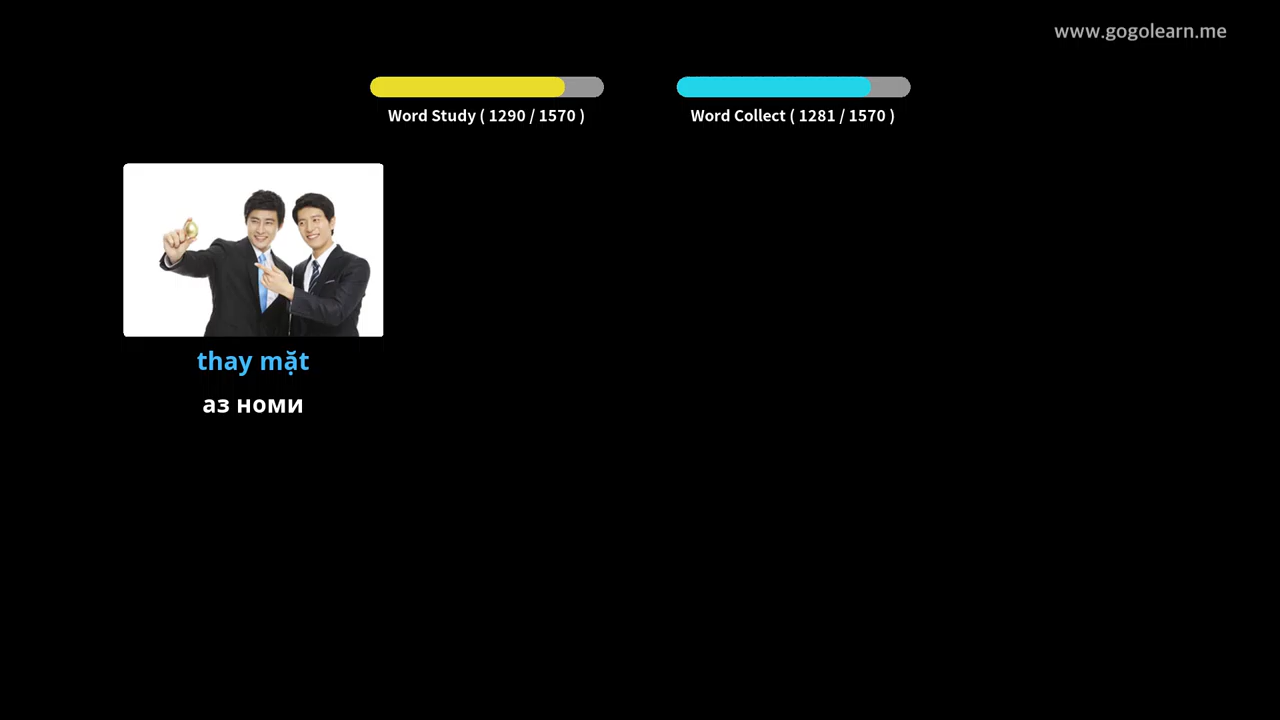 www.gogolearn.me
Word Study ( 1290 / 1570 )
Word Collect ( 1281 / 1570 )
thay mặt
аз номи